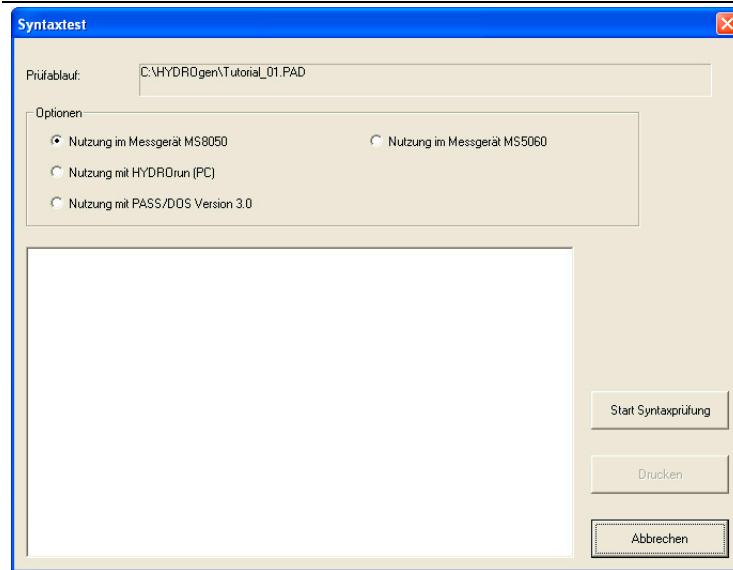 Syntaxtest
Prüfablauf: C:\HYDROgen\Tutorial_01.PAD
Optionen
Nutzung im Messgerät MS8050 Nutzung im Messgerät MS5060
Nutzung mit HYDROrun (PC)
Nutzung mit PASS/DOS Version 3.0
Start Syntaxprüfung
Drucken
Abbrechen